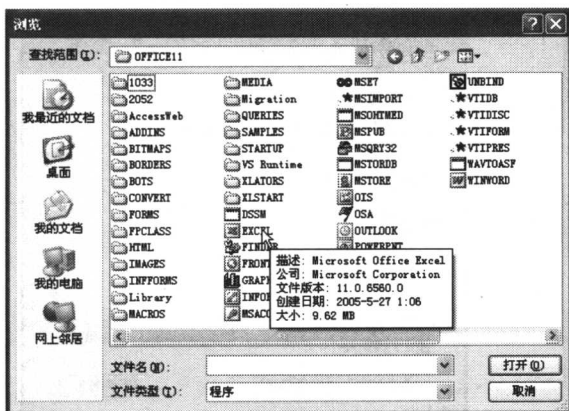 浏览
查找范围(I):
OFFICE11
我最近的文档
桌面
我的文档
我的电脑
网上邻居
1033
2052
AccessWeb
ADDINS
BITMAPS
BORDERS
BOTS
CONVERT
FORMS
FPCLASS
HTML
IMAGES
INFFORMS
Library
MACROS
MEDIA
Migration
QUERIES
SAMPLES
STARTUP
VS Runtime
XLATORS
XLSTART
DSSM
EXCEL
FINDER
FRONT
GRAPH
INFO
MSACC
MSE7
MSIMPORT
MSOHTMED
MSPUB
MSQRY32
MSTORDB
MSTORE
OIS
OSA
OUTLOOK
POWERPNT
UNBIND
VTIDB
VTIDISC
VTIFORM
VTIPRES
WAVTOASF
WINWORD
描述: Microsoft Office Excel
公司: Microsoft Corporation
文件版本: 11.0.6560.0
创建日期: 2005-5-27 1:06
大小: 9.62 MB
文件名(N):
打开(O)
文件类型(T):
程序
取消